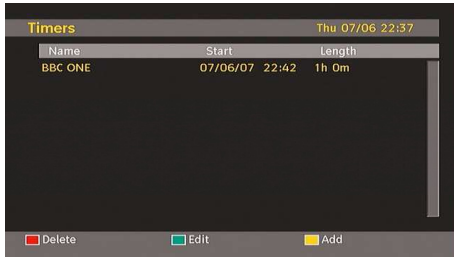 Timers Thu 07/06 22:37
Name Start Length
BBC ONE 07/06/07 22:42 1h 0m
Delete Edit Add